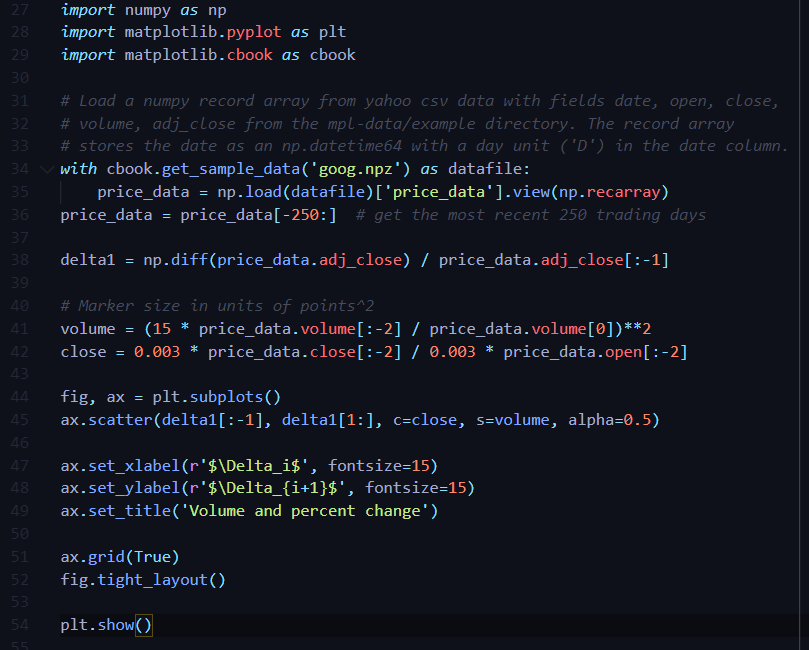 27 import numpy as np
28 import matplotlib.pyplot as plt
29 import matplotlib.cbook as cbook
30
31 # Load a numpy record array from yahoo csv data with fields date, open, close,
32 # volume, adj_close from the mpl-data/example directory. The record array
33 # stores the date as an np.datetime64 with a day unit ('D') in the date column.
34 with cbook.get_sample_data('goog.npz') as datafile:
35     price_data = np.load(datafile)['price_data'].view(np.recarray)
36 price_data = price_data[-250:]  # get the most recent 250 trading days
37
38 delta1 = np.diff(price_data.adj_close) / price_data.adj_close[:-1]
39
40 # Marker size in units of points^2
41 volume = (15 * price_data.volume[:-2] / price_data.volume[0])**2
42 close = 0.003 * price_data.close[:-2] / 0.003 * price_data.open[:-2]
43
44 fig, ax = plt.subplots()
45 ax.scatter(delta1[:-1], delta1[1:], c=close, s=volume, alpha=0.5)
46
47 ax.set_xlabel(r'$\Delta_i$', fontsize=15)
48 ax.set_ylabel(r'$\Delta_{i+1}$', fontsize=15)
49 ax.set_title('Volume and percent change')
50
51 ax.grid(True)
52 fig.tight_layout()
53
54 plt.show()
55